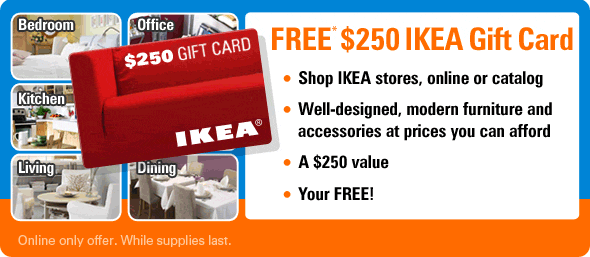 Bedroom
Office
Kitchen
Living
Dining
$250 GIFT CARD
IKEA®
FREE* $250 IKEA Gift Card
• Shop IKEA stores, online or catalog
• Well-designed, modern furniture and
accessories at prices you can afford
• A $250 value
• Your FREE!
Online only offer. While supplies last.